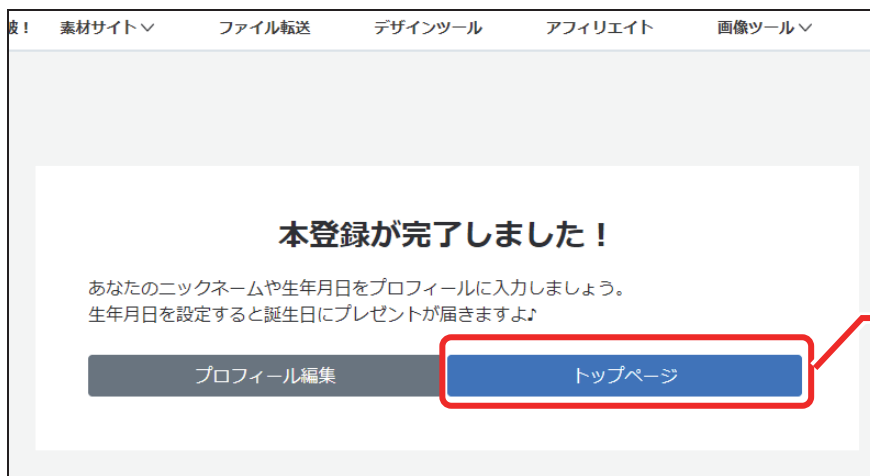 破！ 素材サイト ファイル転送 デザインツール アフィリエイト 画像ツール
本登録が完了しました！
あなたのニックネームや生年月日をプロフィールに入力しましょう。
生年月日を設定すると誕生日にプレゼントが届きますよ♪
プロフィール編集 トップページ